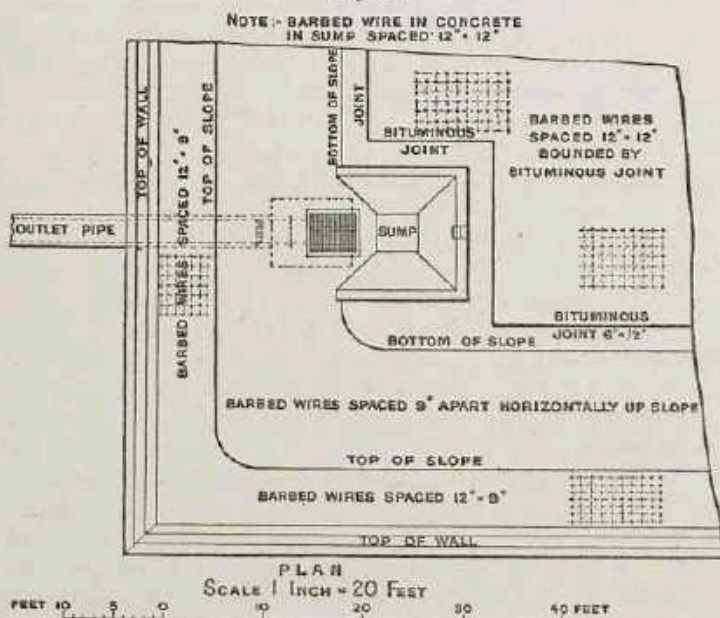 NOTE:- BARBED WIRE IN CONCRETE
IN SUMP SPACED 12" × 12"
TOP OF WALL
BARBED WIRES SPACED 12" × 9"
TOP OF SLOPE
BOTTOM OF SLOPE
JOINT
BITUMINOUS
JOINT
BARBED WIRES
SPACED 12" × 12"
BOUNDED BY
BITUMINOUS JOINT
OUTLET PIPE
SUMP
BITUMINOUS
JOINT 6" × 1/2"
BOTTOM OF SLOPE
BARBED WIRES SPACED 9" APART HORIZONTALLY UP SLOPE
TOP OF SLOPE
BARBED WIRES SPACED 12" × 9"
TOP OF WALL
PLAN
SCALE 1 INCH = 20 FEET
FEET 10 5 0 10 20 30 40 FEET